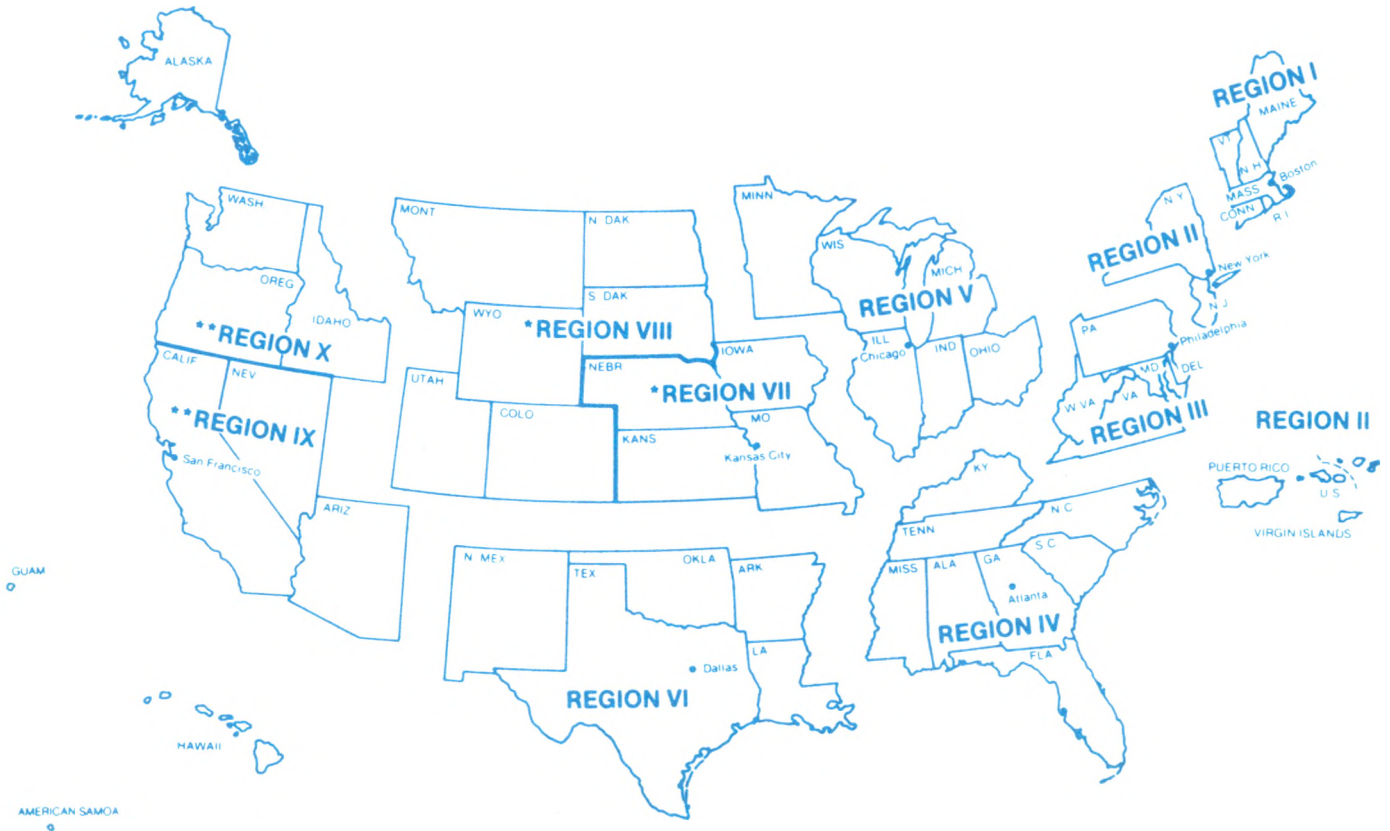 ALASKA
REGION I
MAINE
VT
N H
Boston
MASS
CONN
R I
N Y
REGION II
New York
N J
WASH
OREG
IDAHO
**REGION X
MONT
N DAK
S DAK
WYO
*REGION VIII
UTAH
COLO
MINN
WIS
MICH
REGION V
ILL
Chicago
IND
OHIO
PA
Philadelphia
MD
DEL
W VA
VA
REGION III
CALIF
NEV
**REGION IX
San Francisco
ARIZ
NEBR
IOWA
*REGION VII
KANS
MO
Kansas City
REGION II
PUERTO RICO
U S
VIRGIN ISLANDS
KY
TENN
N C
S C
MISS
ALA
GA
Atlanta
REGION IV
FLA
N MEX
TEX
OKLA
ARK
LA
Dallas
REGION VI
GUAM
HAWAII
AMERICAN SAMOA